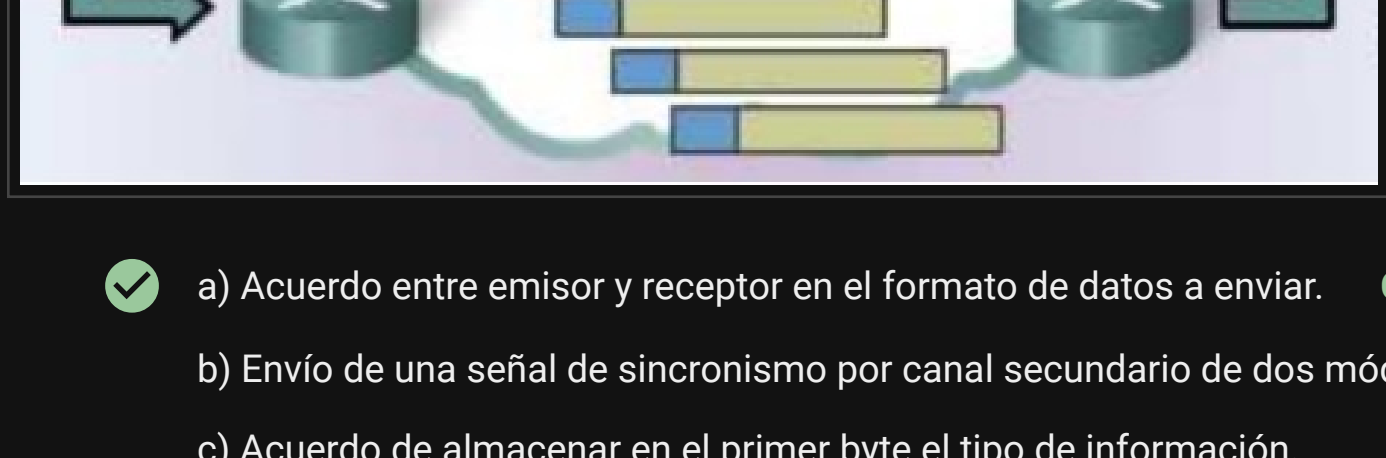 a) Acuerdo entre emisor y receptor en el formato de datos a enviar.
b) Envío de una señal de sincronismo por canal secundario de dos
c) Acuerdo de almacenar en el primer byte el tipo de información